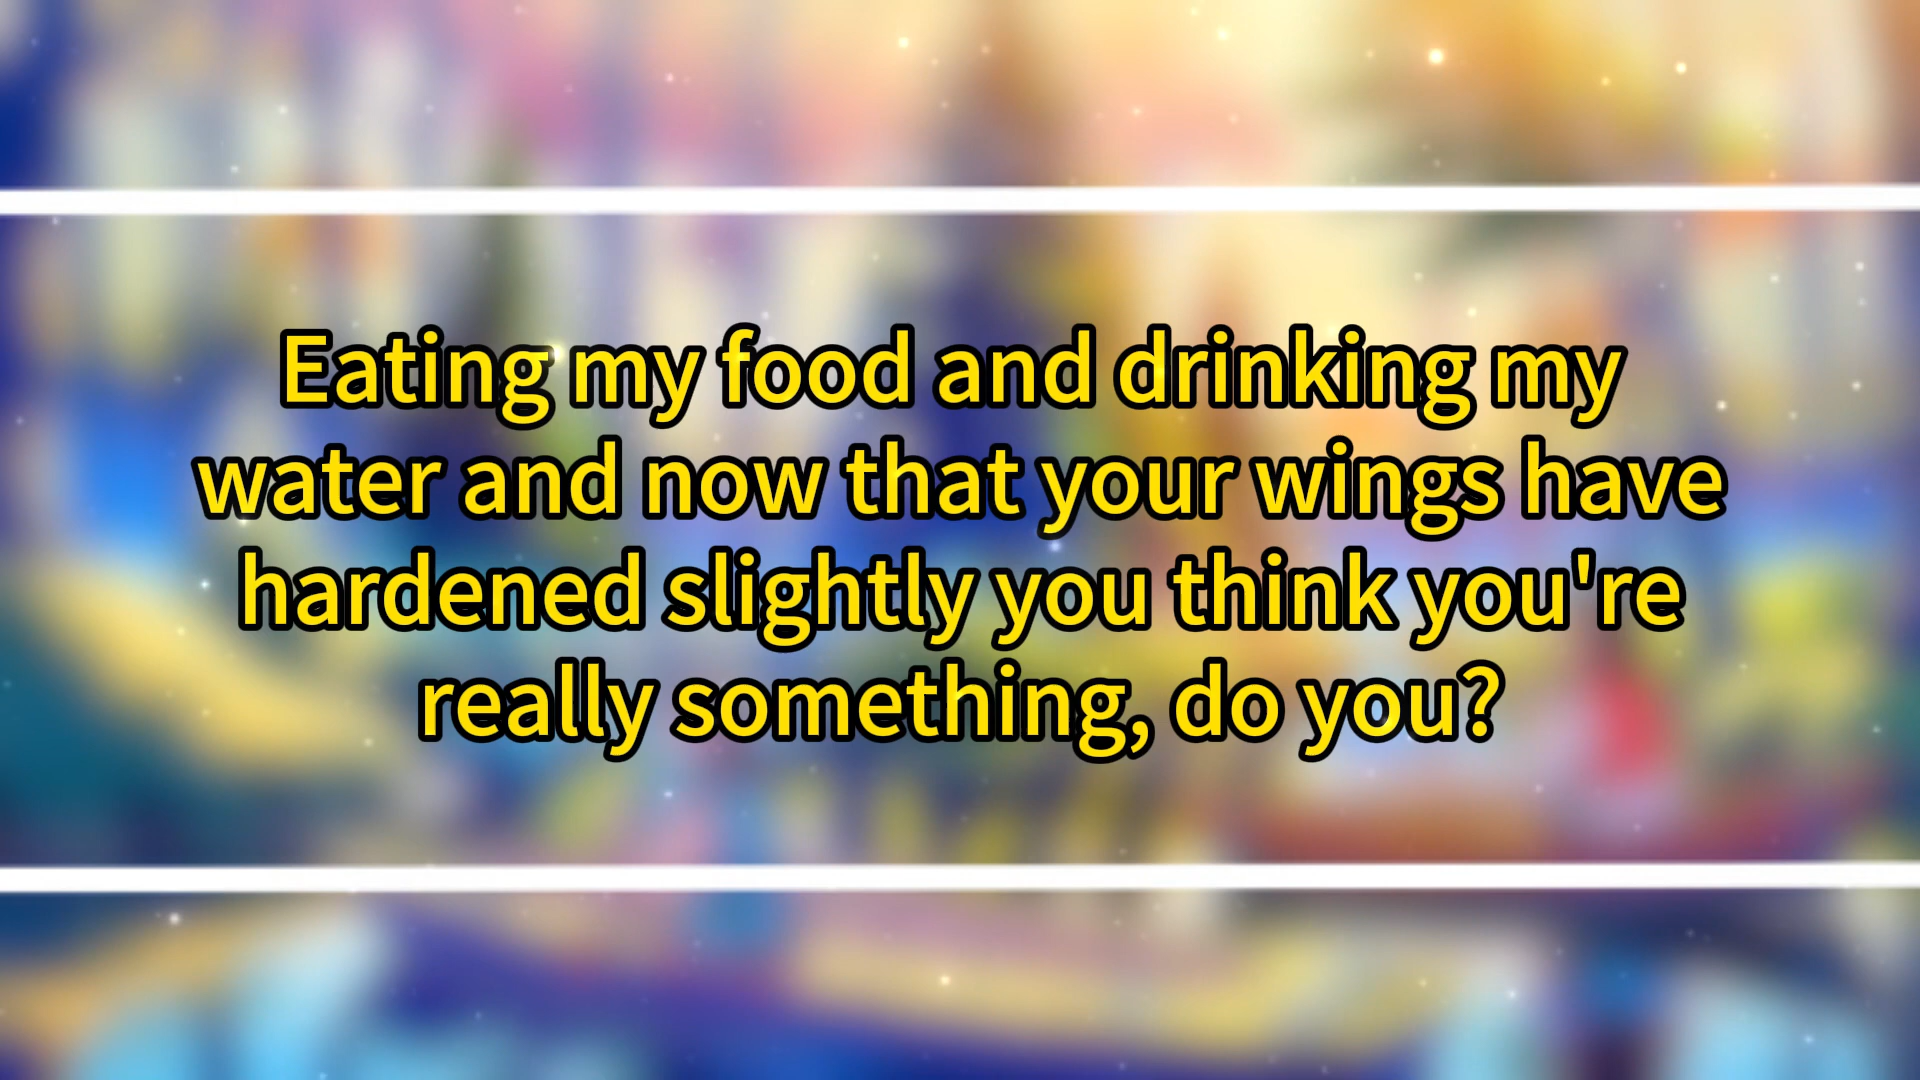 Eating my food and drinking my
water and now that your wings have
hardened slightly you think you're
really something, do you?